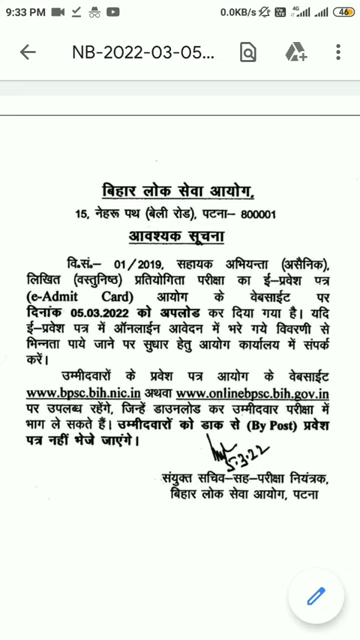 9:33 PM 0.0KB/s 4G 46
NB-2022-03-05...
बिहार लोक सेवा आयोग,
15, नेहरू पथ (बेली रोड), पटना– 800001
आवश्यक सूचना
वि.सं.– 01/2019, सहायक अभियन्ता (असैनिक),
लिखित (वस्तुनिष्ठ) प्रतियोगिता परीक्षा का ई–प्रवेश पत्र
(e-Admit Card) आयोग के वेबसाईट पर
दिनांक 05.03.2022 को अपलोड कर दिया गया है। यदि
ई–प्रवेश पत्र में ऑनलाईन आवेदन में भरे गये विवरणी से
भिन्नता पाये जाने पर सुधार हेतु आयोग कार्यालय में संपर्क
करें।
उम्मीदवारों के प्रवेश पत्र आयोग के वेबसाईट
www.bpsc.bih.nic.in अथवा www.onlinebpsc.bih.gov.in
पर उपलब्ध रहेंगे, जिन्हें डाउनलोड कर उम्मीदवार परीक्षा में
भाग ले सकते हैं। उम्मीदवारों को डाक से (By Post) प्रवेश
पत्र नहीं भेजे जाएंगे।
5.3.22
संयुक्त सचिव-सह-परीक्षा नियंत्रक,
बिहार लोक सेवा आयोग, पटना